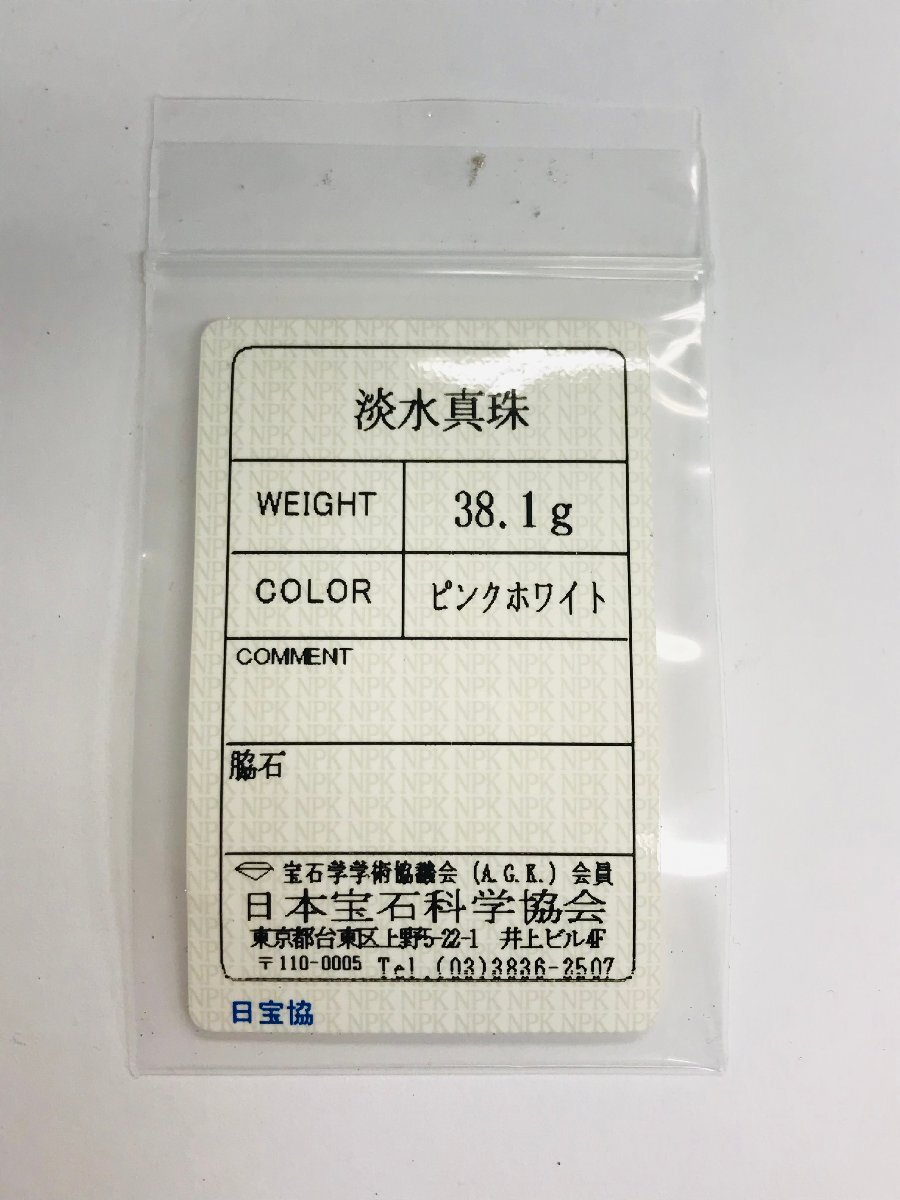 淡水真珠
WEIGHT 38.1g
COLOR ピンクホワイト
COMMENT
脇石
宝石学学術協議会 (A.G.K.) 会員
日本宝石科学協会
東京都台東区上野5-22-1 井上ビル4F
〒110-0005 Tel.(03)3836-2507
日宝協